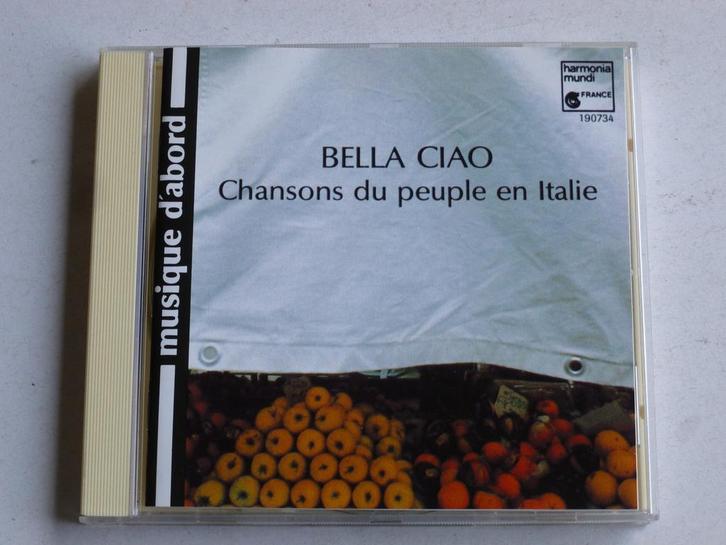 musique d'abord
harmonia
mundi
FRANCE
190734
BELLA CIAO
Chansons du peuple en Italie